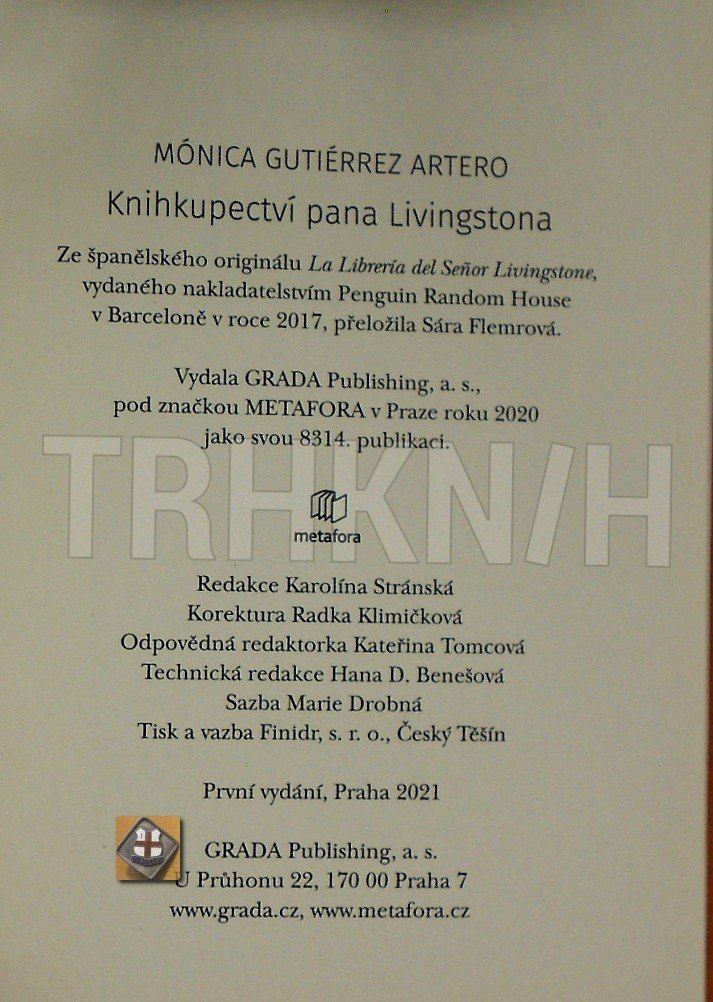 MÓNICA GUTIÉRREZ ARTERO
Knihkupectví pana Livingstona
Ze španělského originálu La Librería del Señor Livingstone,
vydaného nakladatelstvím Penguin Random House
v Barceloně v roce 2017, přeložila Sára Flemrová.
Vydala GRADA Publishing, a. s.,
pod značkou METAFORA v Praze roku 2020
jako svou 8314. publikaci.
TRHKN/H
metafora
Redakce Karolína Stránská
Korektura Radka Klimičková
Odpovědná redaktorka Kateřina Tomcová
Technická redakce Hana D. Benešová
Sazba Marie Drobná
Tisk a vazba Finidr, s. r. o., Český Těšín
První vydání, Praha 2021
GRADA Publishing, a. s.
U Průhonu 22, 170 00 Praha 7
www.grada.cz, www.metafora.cz